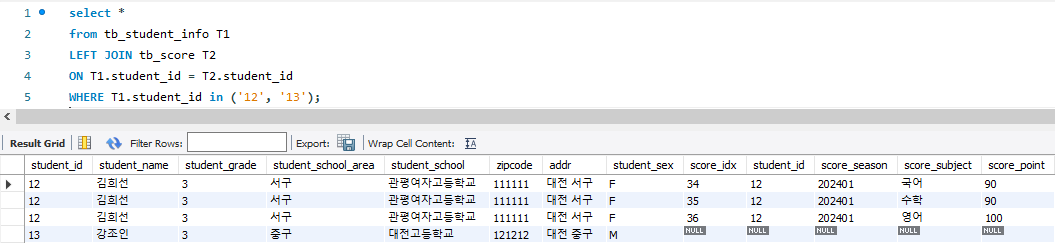 1 select *
2 from tb_student_info T1
3 LEFT JOIN tb_score T2
4 ON T1.student_id = T2.student_id
5 WHERE T1.student_id in ('12', '13');
Result Grid Filter Rows: Export: Wrap Cell Content:
student_id student_name student_grade student_school_area student_school zipcode addr student_sex score_idx student_id score_season score_subject score_point
12 김희선 3 서구 관평여자고등학교 111111 대전 서구 F 34 12 202401 국어 90
12 김희선 3 서구 관평여자고등학교 111111 대전 서구 F 35 12 202401 수학 90
12 김희선 3 서구 관평여자고등학교 111111 대전 서구 F 36 12 202401 영어 100
13 강조인 3 중구 대전고등학교 121212 대전 중구 M NULL NULL NULL NULL NULL